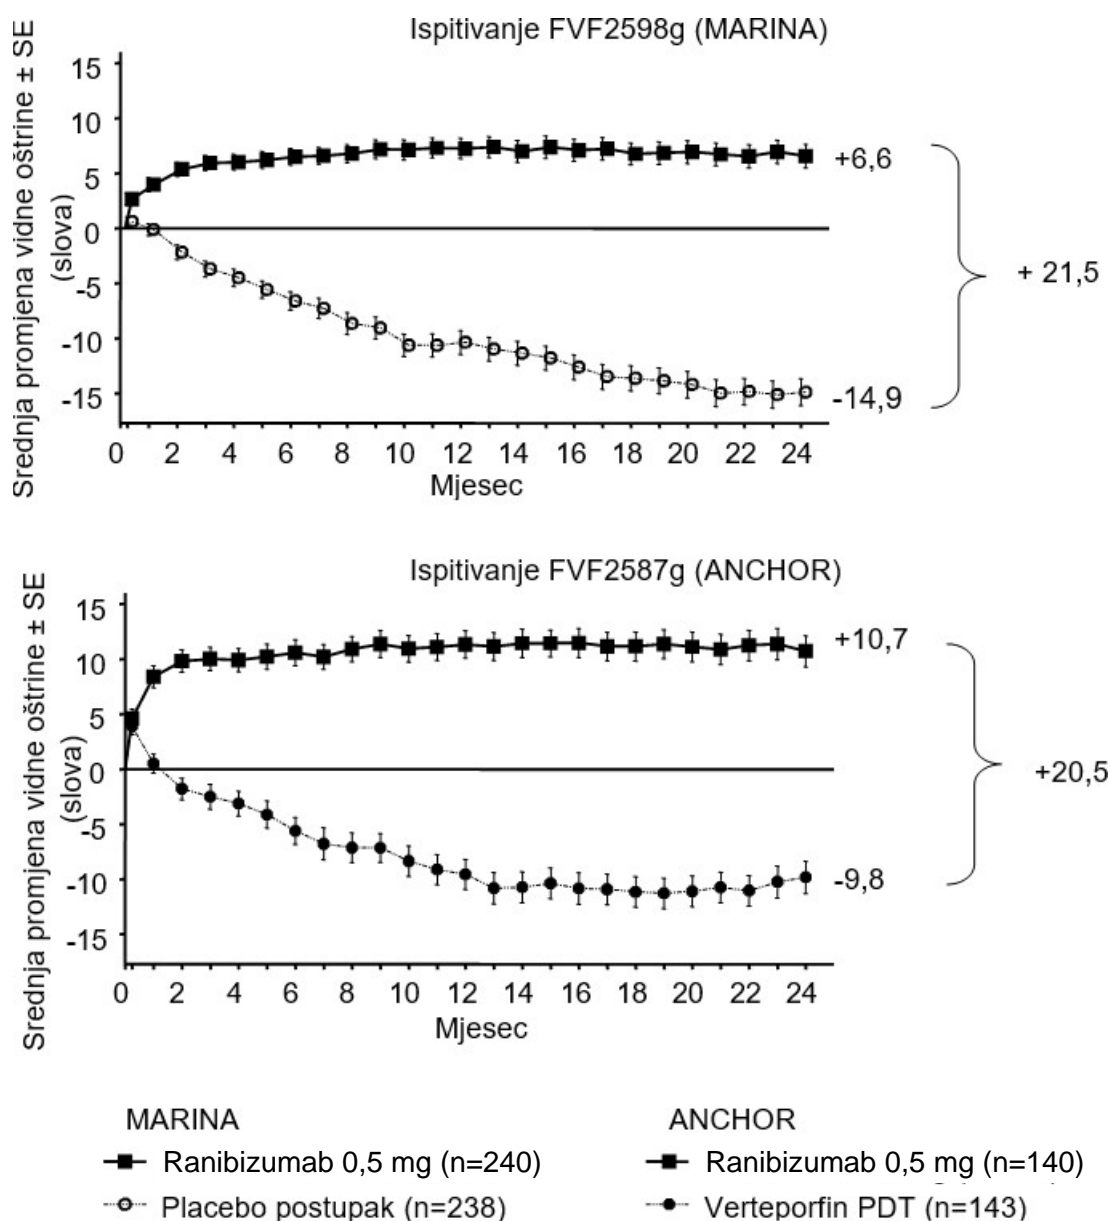 Ispitivanje FVF2598g (MARINA)
Srednja promjena vidne oštrine ± SE
(slova)
15
10
5
0
-5
-10
-15
+6,6
-14,9
+ 21,5
0 2 4 6 8 10 12 14 16 18 20 22 24
Mjesec
Ispitivanje FVF2587g (ANCHOR)
Srednja promjena vidne oštrine ± SE
(slova)
15
10
5
0
-5
-10
-15
+10,7
-9,8
+20,5
0 2 4 6 8 10 12 14 16 18 20 22 24
Mjesec
MARINA
Ranibizumab 0,5 mg (n=240)
Placebo postupak (n=238)
ANCHOR
Ranibizumab 0,5 mg (n=140)
Verteporfin PDT (n=143)